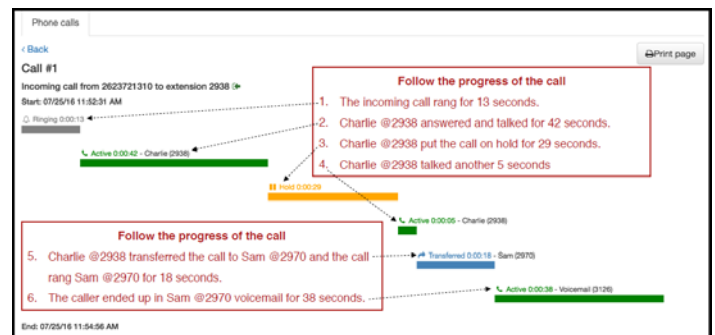 Phone calls
‹ Back
Print page
Call #1
Incoming call from 2623721310 to extension 2938
Start: 07/25/16 11:52:31 AM
Ringing 0:00:13
Active 0:00:42 - Charlie (2938)
Hold 0:00:29
Active 0:00:05 - Charlie (2938)
Transferred 0:00:18 - Sam (2970)
Active 0:00:38 - Voicemail (3126)
Follow the progress of the call
1. The incoming call rang for 13 seconds.
2. Charlie @2938 answered and talked for 42 seconds.
3. Charlie @2938 put the call on hold for 29 seconds.
4. Charlie @2938 talked another 5 seconds
Follow the progress of the call
5. Charlie @2938 transferred the call to Sam @2970 and the call
rang Sam @2970 for 18 seconds.
6. The caller ended up in Sam @2970 voicemail for 38 seconds.
End: 07/25/16 11:54:56 AM